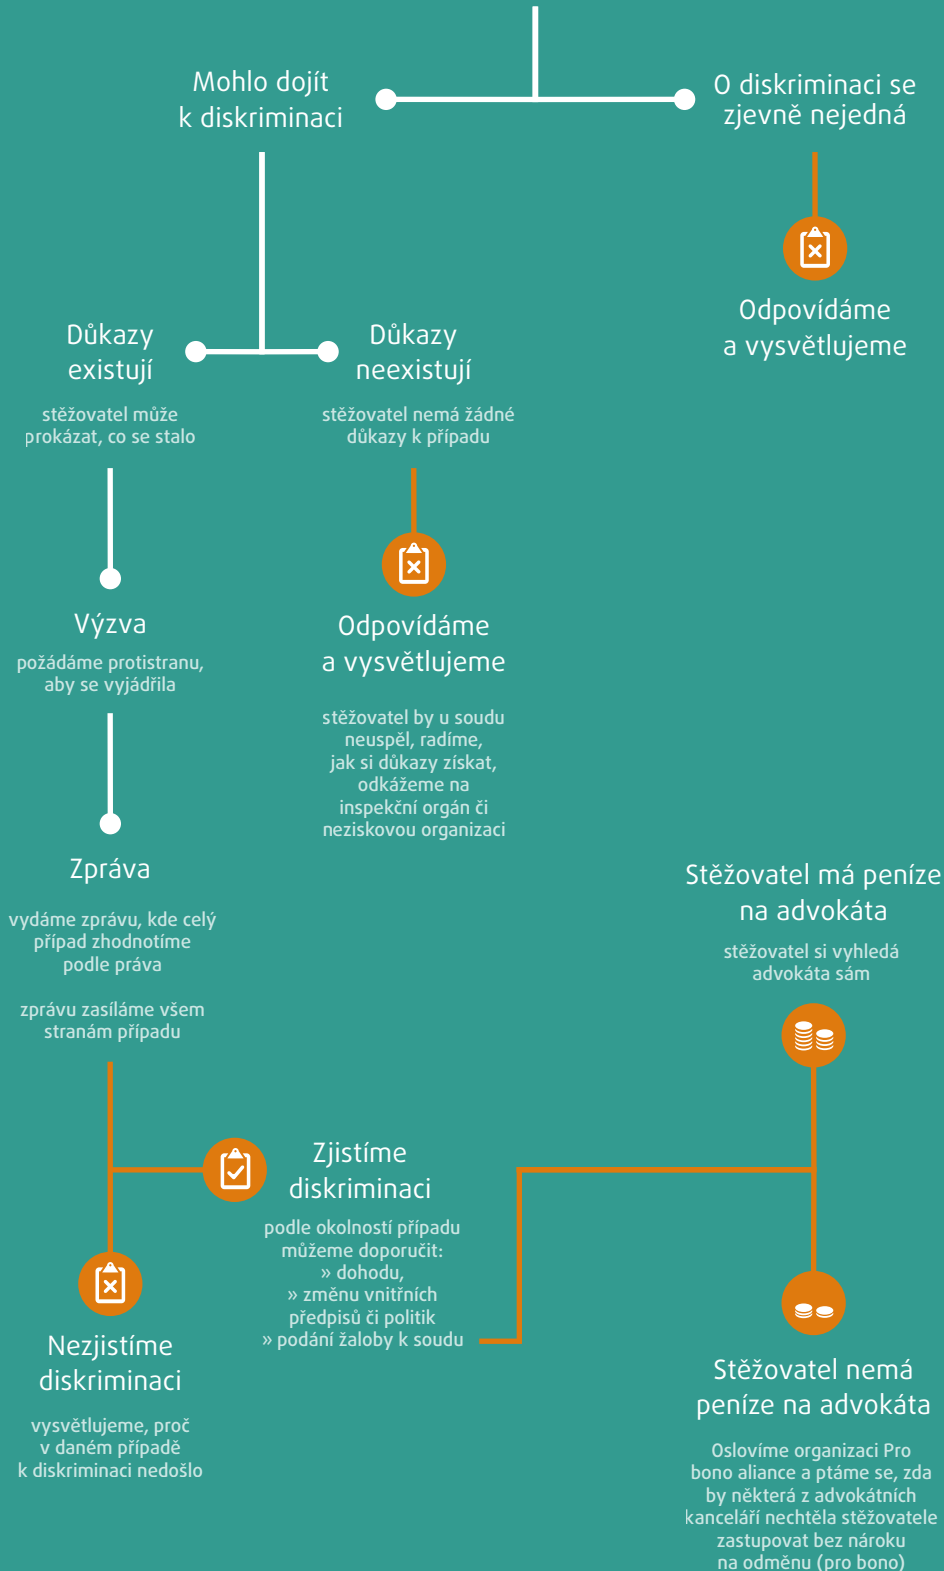 Mohlo dojít
k diskriminaci
O diskriminaci se
zjevně nejedná
Odpovídáme
a vysvětlujeme
Důkazy
existují
stěžovatel může
prokázat, co se stalo
Důkazy
neexistují
stěžovatel nemá žádné
důkazy k případu
Výzva
požádáme protistranu,
aby se vyjádřila
Odpovídáme
a vysvětlujeme
stěžovatel by u soudu
neuspěl, radíme,
jak si důkazy získat,
odkážeme na
inspekční orgán či
neziskovou organizaci
Zpráva
vydáme zprávu, kde celý
případ zhodnotíme
podle práva
zprávu zasíláme všem
stranám případu
Zjistíme
diskriminaci
podle okolností případu
můžeme doporučit:
» dohodu,
» změnu vnitřních
předpisů či politik
» podání žaloby k soudu
Nezjistíme
diskriminaci
vysvětlujeme, proč
v daném případě
k diskriminaci nedošlo
Stěžovatel má peníze
na advokáta
stěžovatel si vyhledá
advokáta sám
Stěžovatel nemá
peníze na advokáta
Oslovíme organizaci Pro
bono aliance a ptáme se, zda
by některá z advokátních
kanceláří nechtěla stěžovatele
zastupovat bez nároku
na odměnu (pro bono)